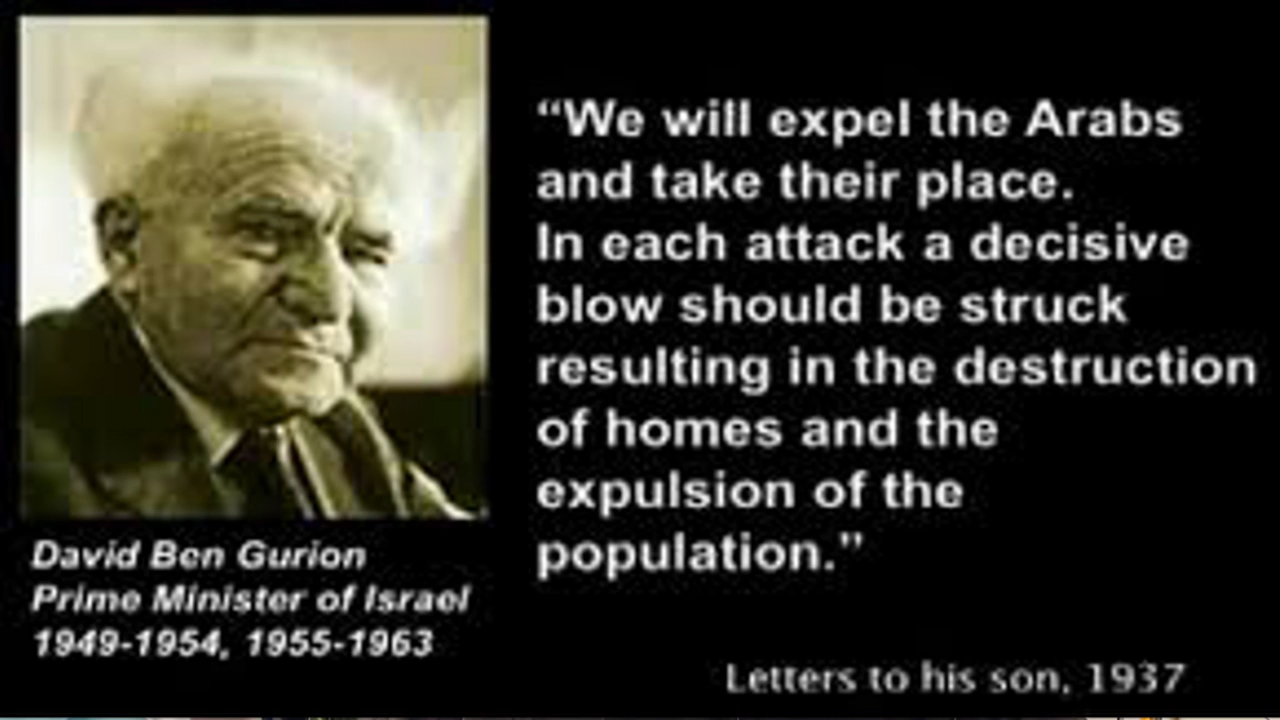 “We will expel the Arabs
and take their place.
In each attack a decisive
blow should be struck
resulting in the destruction
of homes and the
expulsion of the
population.”
David Ben Gurion
Prime Minister of Israel
1949-1954, 1955-1963
Letters to his son, 1937